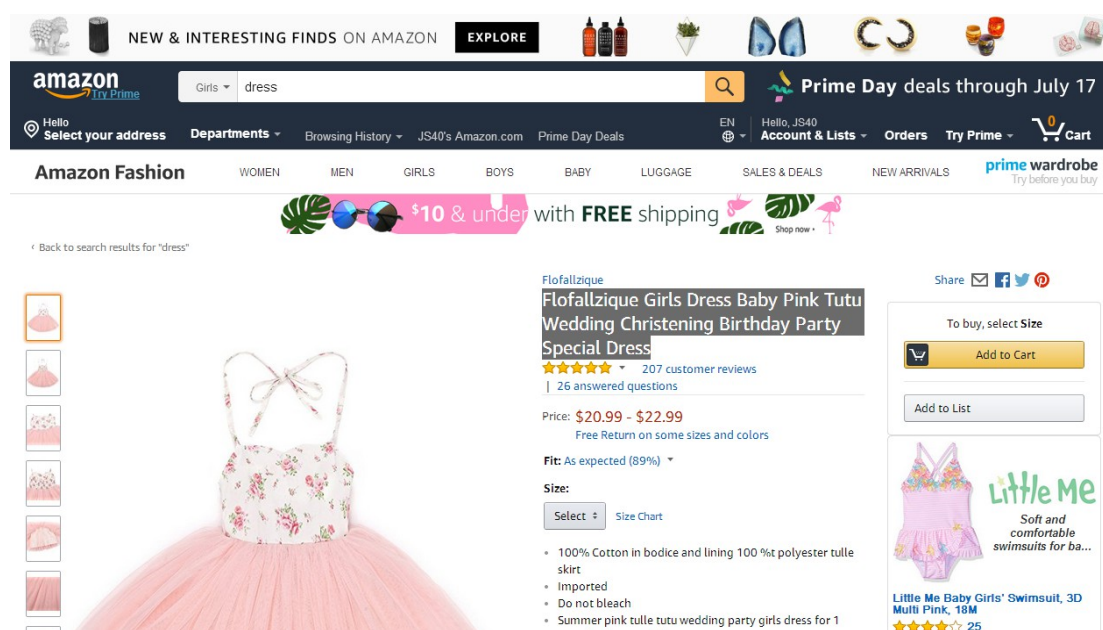 NEW & INTERESTING FINDS ON AMAZON EXPLORE
amazon
Try Prime
Girls dress
Prime Day deals through July 17
Hello
Select your address
Departments
Browsing History JS40's Amazon.com Prime Day Deals
EN
Hello, JS40
Account & Lists Orders Try Prime 0 Cart
Amazon Fashion WOMEN MEN GIRLS BOYS BABY LUGGAGE SALES & DEALS NEW ARRIVALS
prime wardrobe
Try before you buy
$10 & under with FREE shipping
Shop now
‹ Back to search results for "dress"
Flofallzique
Flofallzique Girls Dress Baby Pink Tutu
Wedding Christening Birthday Party
Special Dress
207 customer reviews
| 26 answered questions
Price: $20.99 - $22.99
Free Return on some sizes and colors
Fit: As expected (89%)
Size:
Select Size Chart
• 100% Cotton in bodice and lining 100 %t polyester tulle
skirt
• Imported
• Do not bleach
• Summer pink tulle tutu wedding party girls dress for 1
Share
To buy, select Size
Add to Cart
Add to List
Little Me
Soft and
comfortable
swimsuits for ba...
Little Me Baby Girls' Swimsuit, 3D
Multi Pink, 18M
25